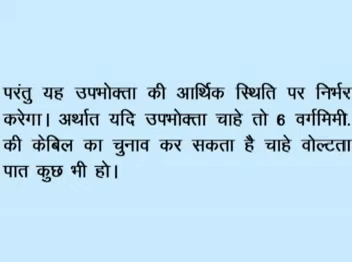 परंतु यह उपभोक्ता की आर्थिक स्थिति पर निर्भर
करेगा। अर्थात यदि उपभोक्ता चाहे तो 6 वर्गमिमी.
की केबिल का चुनाव कर सकता है चाहे वोल्टता
पात कुछ भी हो।